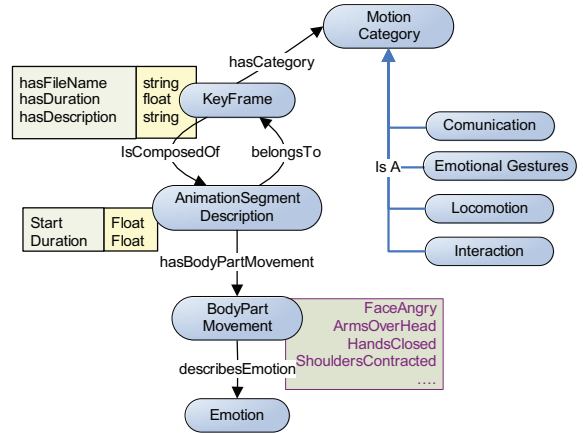 Motion
Category
hasCategory
hasFileName string
hasDuration float
hasDescription string
KeyFrame
IsComposedOf
belongsTo
Comunication
Emotional Gestures
Is A
Locomotion
Interaction
AnimationSegment
Description
Start Float
Duration Float
hasBodyPartMovement
BodyPart
Movement
FaceAngry
ArmsOverHead
HandsClosed
ShouldersContracted
....
describesEmotion
Emotion